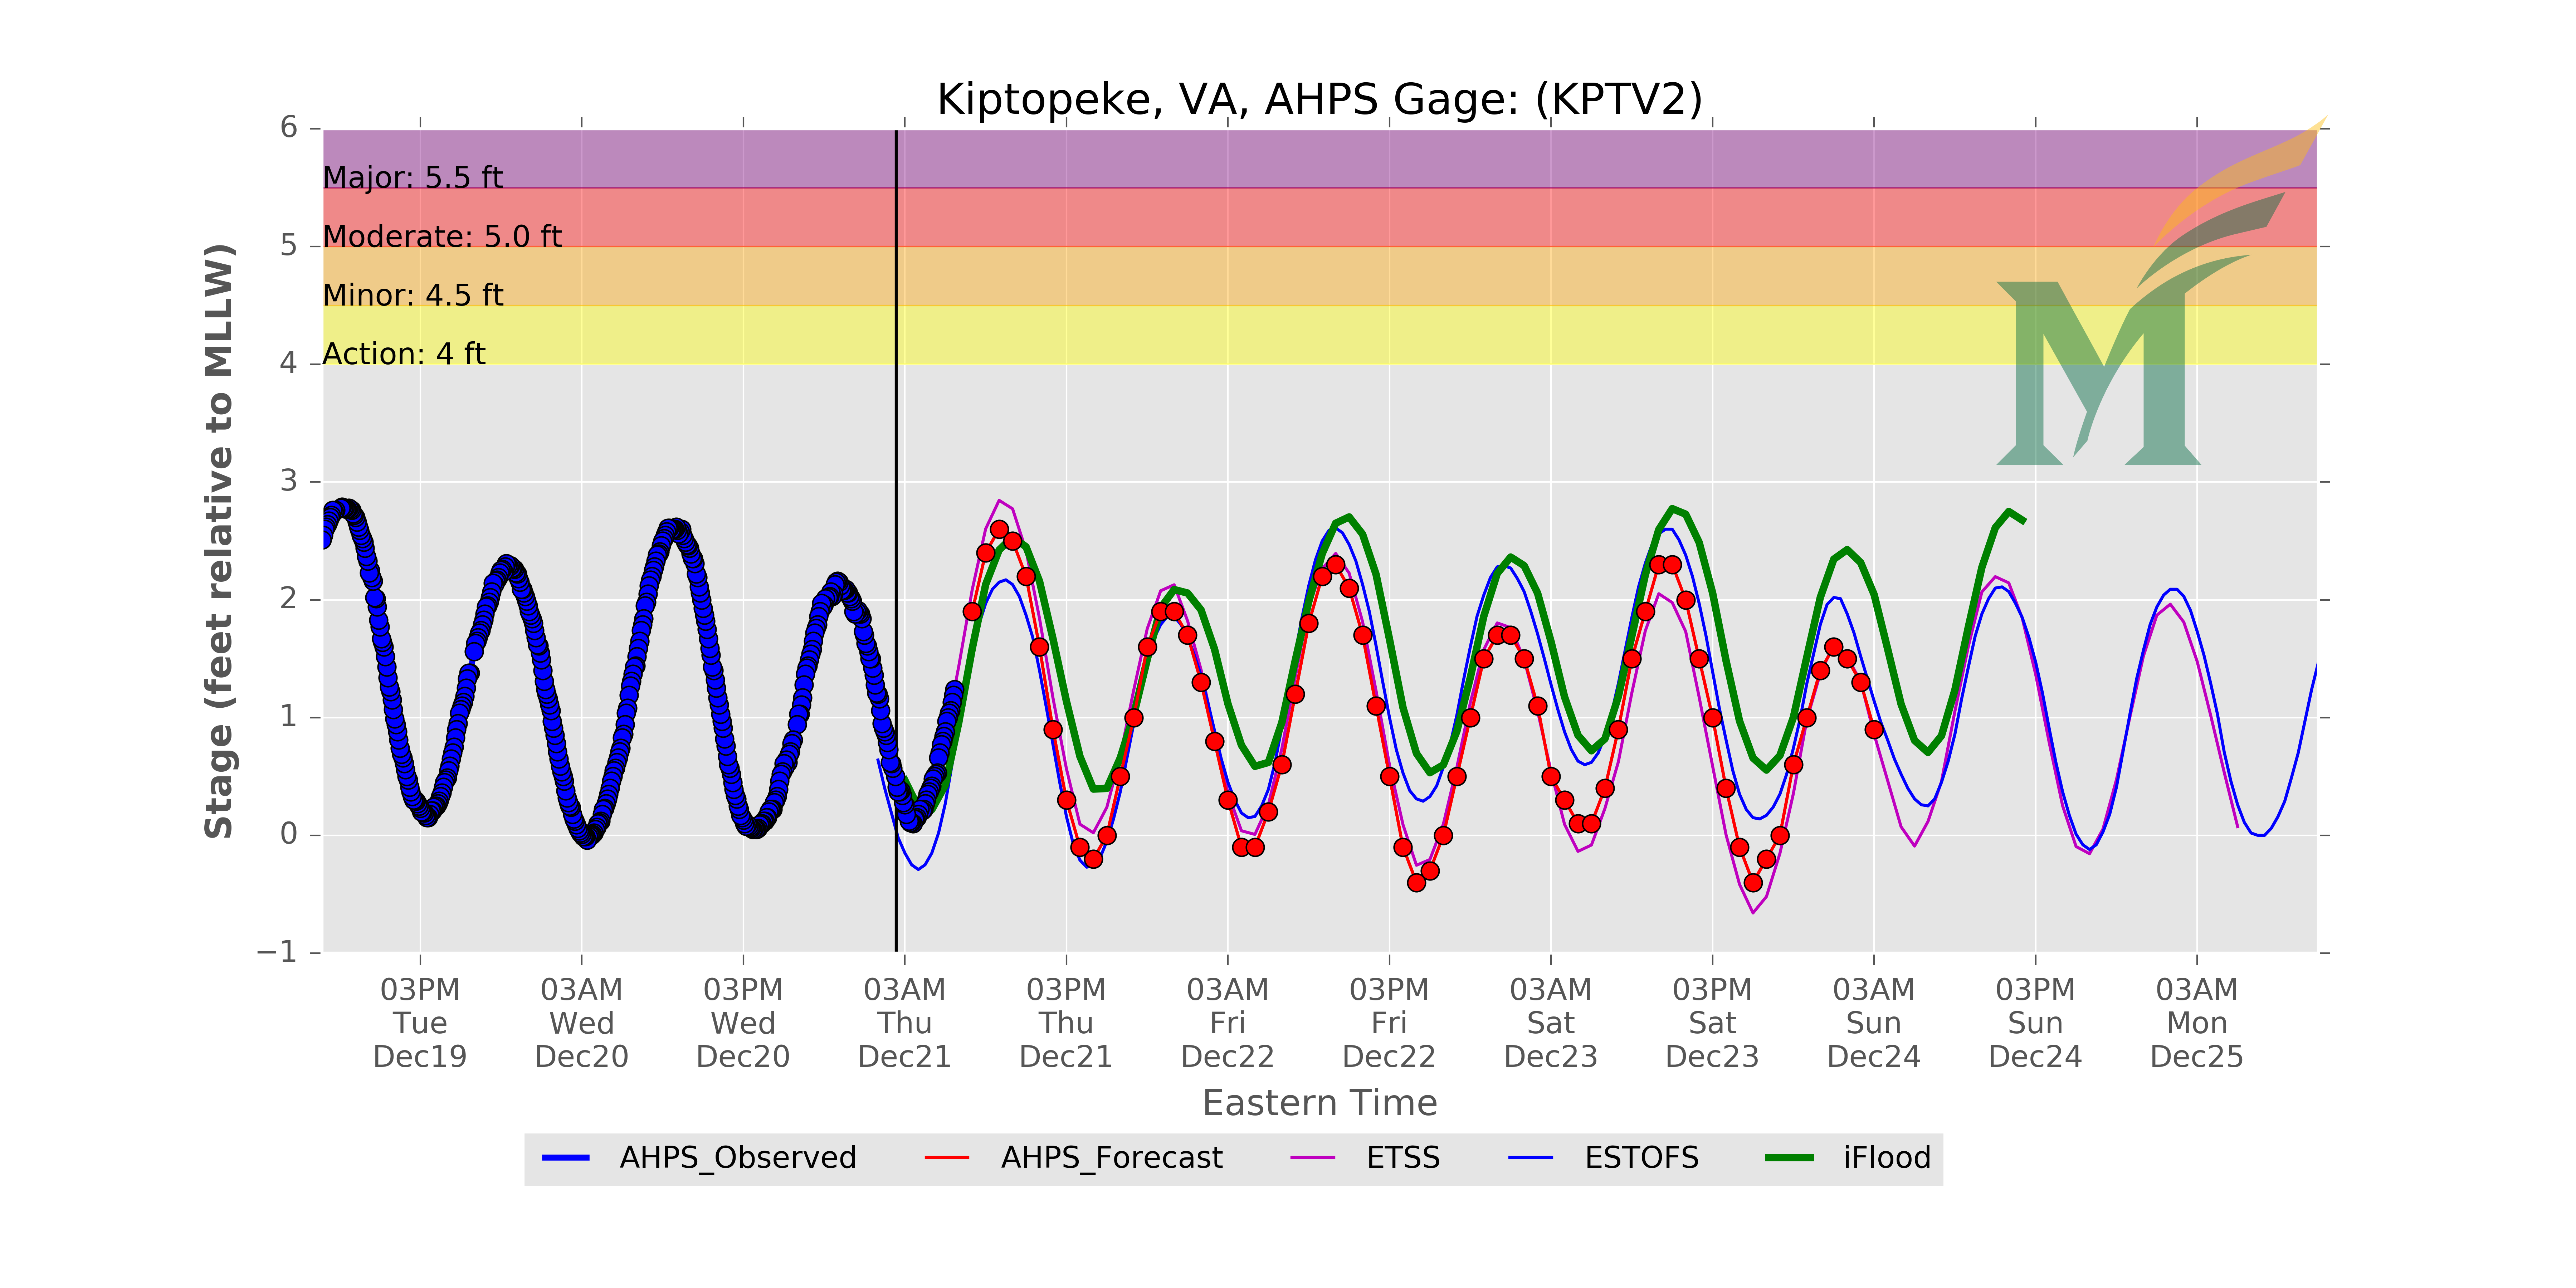 Kiptopeke, VA, AHPS Gage: (KPTV2)
Stage (feet relative to MLLW)
6
5
4
3
2
1
0
−1
Major: 5.5 ft
Moderate: 5.0 ft
Minor: 4.5 ft
Action: 4 ft
M
03PM 03AM 03PM 03AM 03PM 03AM 03PM 03AM 03PM 03AM 03PM 03AM
Tue Wed Wed Thu Thu Fri Fri Sat Sat Sun Sun Mon
Dec19 Dec20 Dec20 Dec21 Dec21 Dec22 Dec22 Dec23 Dec23 Dec24 Dec24 Dec25
Eastern Time
AHPS_Observed AHPS_Forecast ETSS ESTOFS iFlood